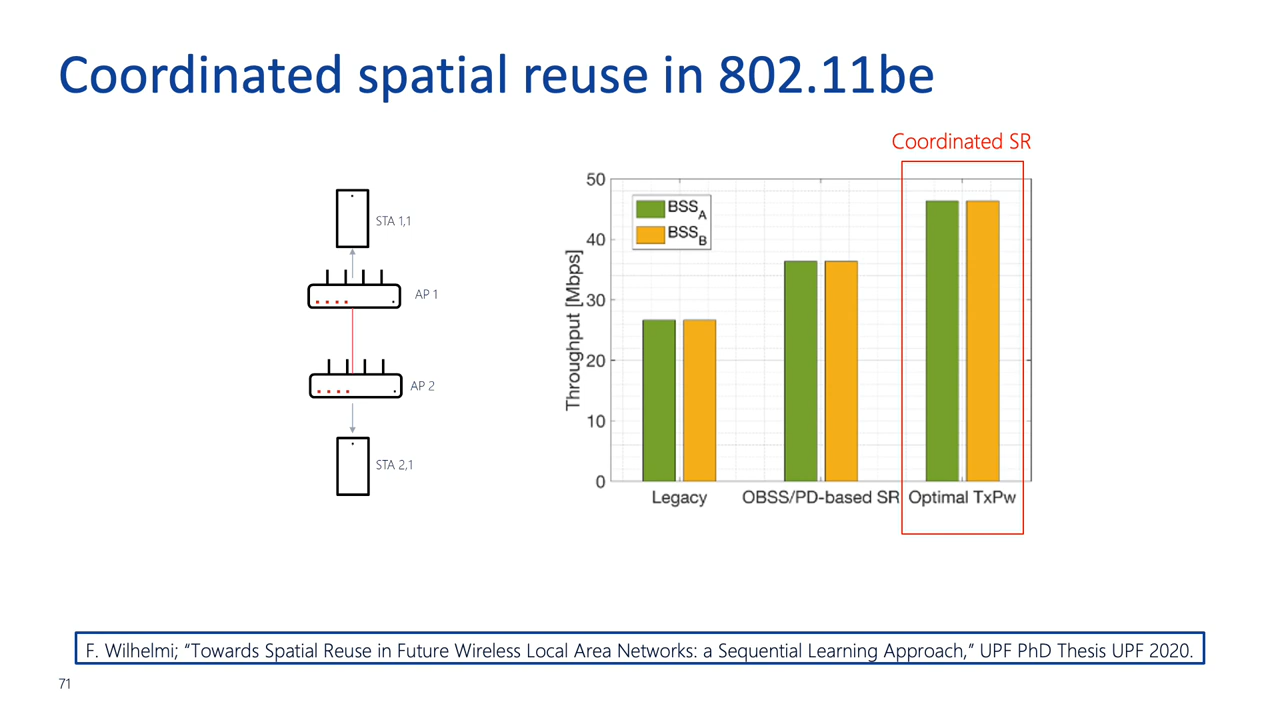 Coordinated spatial reuse in 802.11be
STA 1,1
AP 1
AP 2
STA 2,1
Coordinated SR
Throughput [Mbps]
50
40
30
20
10
0
BSSA
BSSB
Legacy
OBSS/PD-based SR
Optimal TxPw
F. Wilhelmi; “Towards Spatial Reuse in Future Wireless Local Area Networks: a Sequential Learning Approach,” UPF PhD Thesis UPF 2020.
71